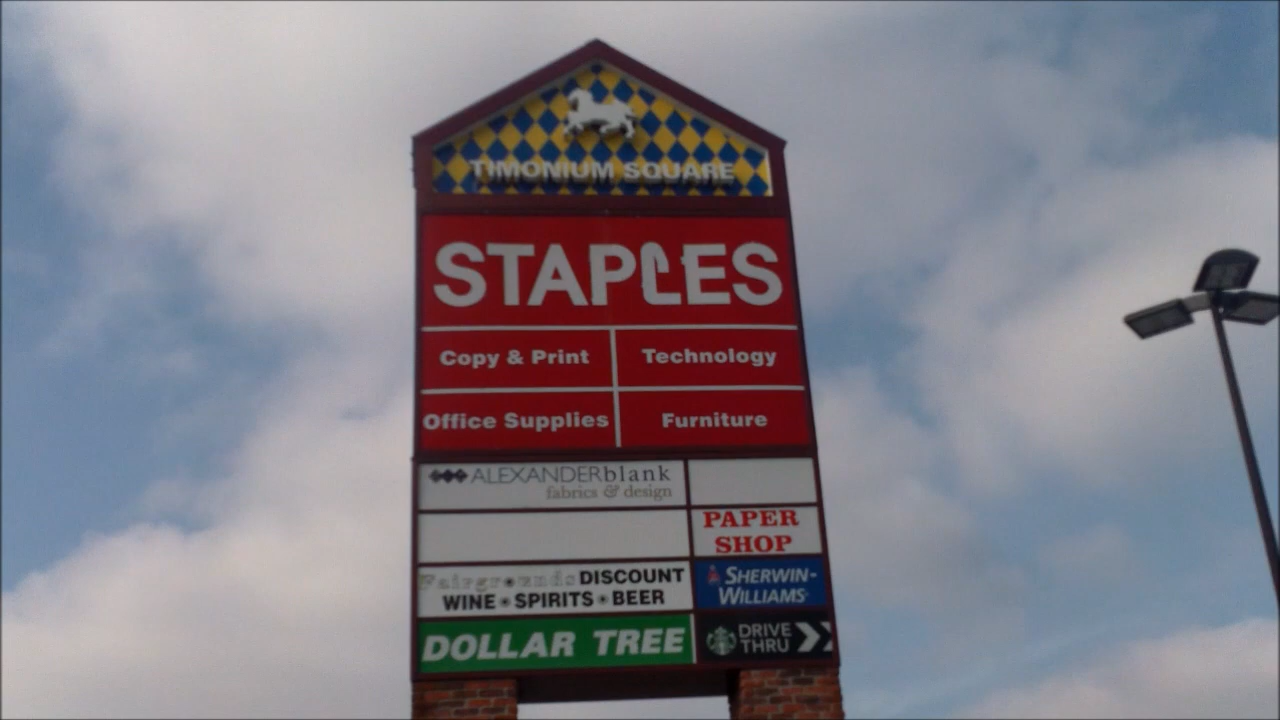 TIMONIUM SQUARE
STAPLES
Copy & Print
Technology
Office Supplies
Furniture
ALEXANDERblank
fabrics & design
PAPER
SHOP
Fairgrounds DISCOUNT
WINE • SPIRITS • BEER
SHERWIN-
WILLIAMS
DOLLAR TREE
DRIVE
THRU